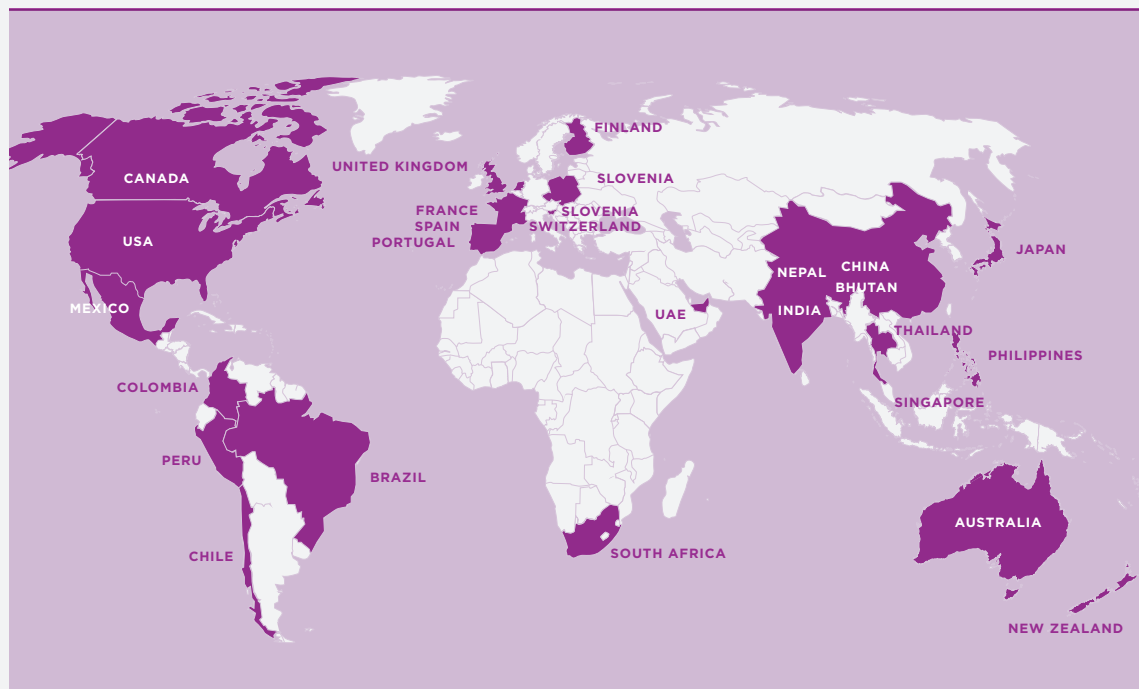 FINLAND
UNITED KINGDOM
CANADA
SLOVENIA
FRANCE
SLOVENIA
SPAIN
SWITZERLAND
USA
PORTUGAL
JAPAN
CHINA
NEPAL
BHUTAN
MEXICO
INDIA
UAE
THAILAND
PHILIPPINES
COLOMBIA
SINGAPORE
PERU
BRAZIL
AUSTRALIA
CHILE
SOUTH AFRICA
NEW ZEALAND